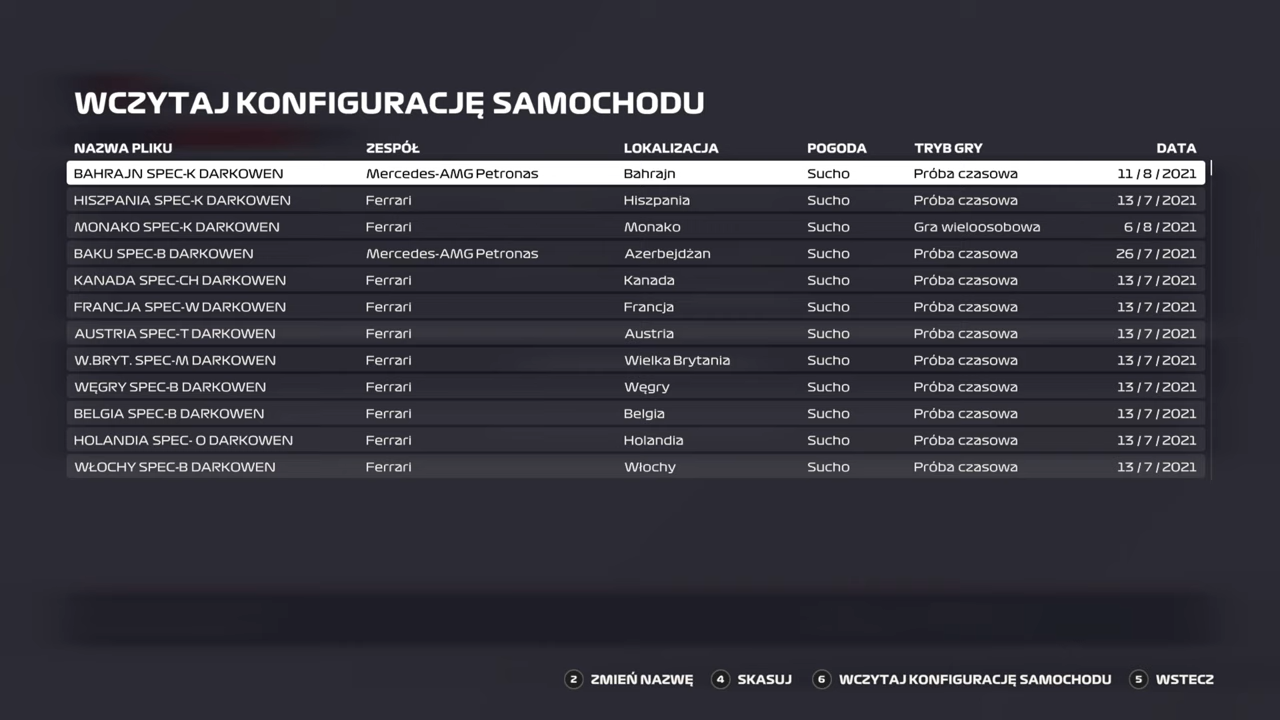 WCZYTAJ KONFIGURACJĘ SAMOCHODU
NAZWA PLIKU ZESPÓŁ LOKALIZACJA POGODA TRYB GRY DATA
BAHRAJN SPEC-K DARKOWEN Mercedes-AMG Petronas Bahrajn Sucho Próba czasowa 11 / 8 / 2021
HISZPANIA SPEC-K DARKOWEN Ferrari Hiszpania Sucho Próba czasowa 13 / 7 / 2021
MONAKO SPEC-K DARKOWEN Ferrari Monako Sucho Gra wieloosobowa 6 / 8 / 2021
BAKU SPEC-B DARKOWEN Mercedes-AMG Petronas Azerbejdżan Sucho Próba czasowa 26 / 7 / 2021
KANADA SPEC-CH DARKOWEN Ferrari Kanada Sucho Próba czasowa 13 / 7 / 2021
FRANCJA SPEC-W DARKOWEN Ferrari Francja Sucho Próba czasowa 13 / 7 / 2021
AUSTRIA SPEC-T DARKOWEN Ferrari Austria Sucho Próba czasowa 13 / 7 / 2021
W.BRYT. SPEC-M DARKOWEN Ferrari Wielka Brytania Sucho Próba czasowa 13 / 7 / 2021
WĘGRY SPEC-B DARKOWEN Ferrari Węgry Sucho Próba czasowa 13 / 7 / 2021
BELGIA SPEC-B DARKOWEN Ferrari Belgia Sucho Próba czasowa 13 / 7 / 2021
HOLANDIA SPEC- O DARKOWEN Ferrari Holandia Sucho Próba czasowa 13 / 7 / 2021
WŁOCHY SPEC-B DARKOWEN Ferrari Włochy Sucho Próba czasowa 13 / 7 / 2021
2 ZMIEŃ NAZWĘ 4 SKASUJ 6 WCZYTAJ KONFIGURACJĘ SAMOCHODU 5 WSTECZ